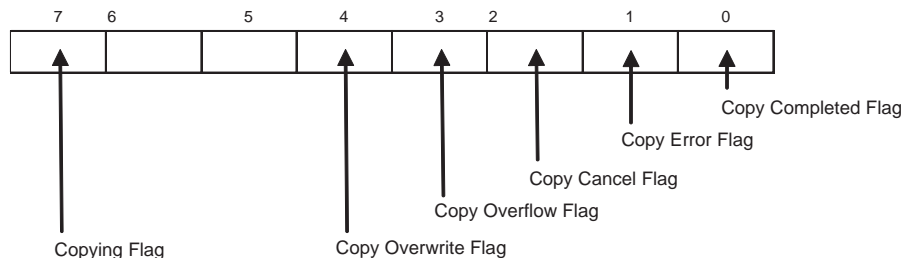 7 6 5 4 3 2 1 0
Copy Completed Flag
Copy Error Flag
Copy Cancel Flag
Copy Overflow Flag
Copying Flag Copy Overwrite Flag